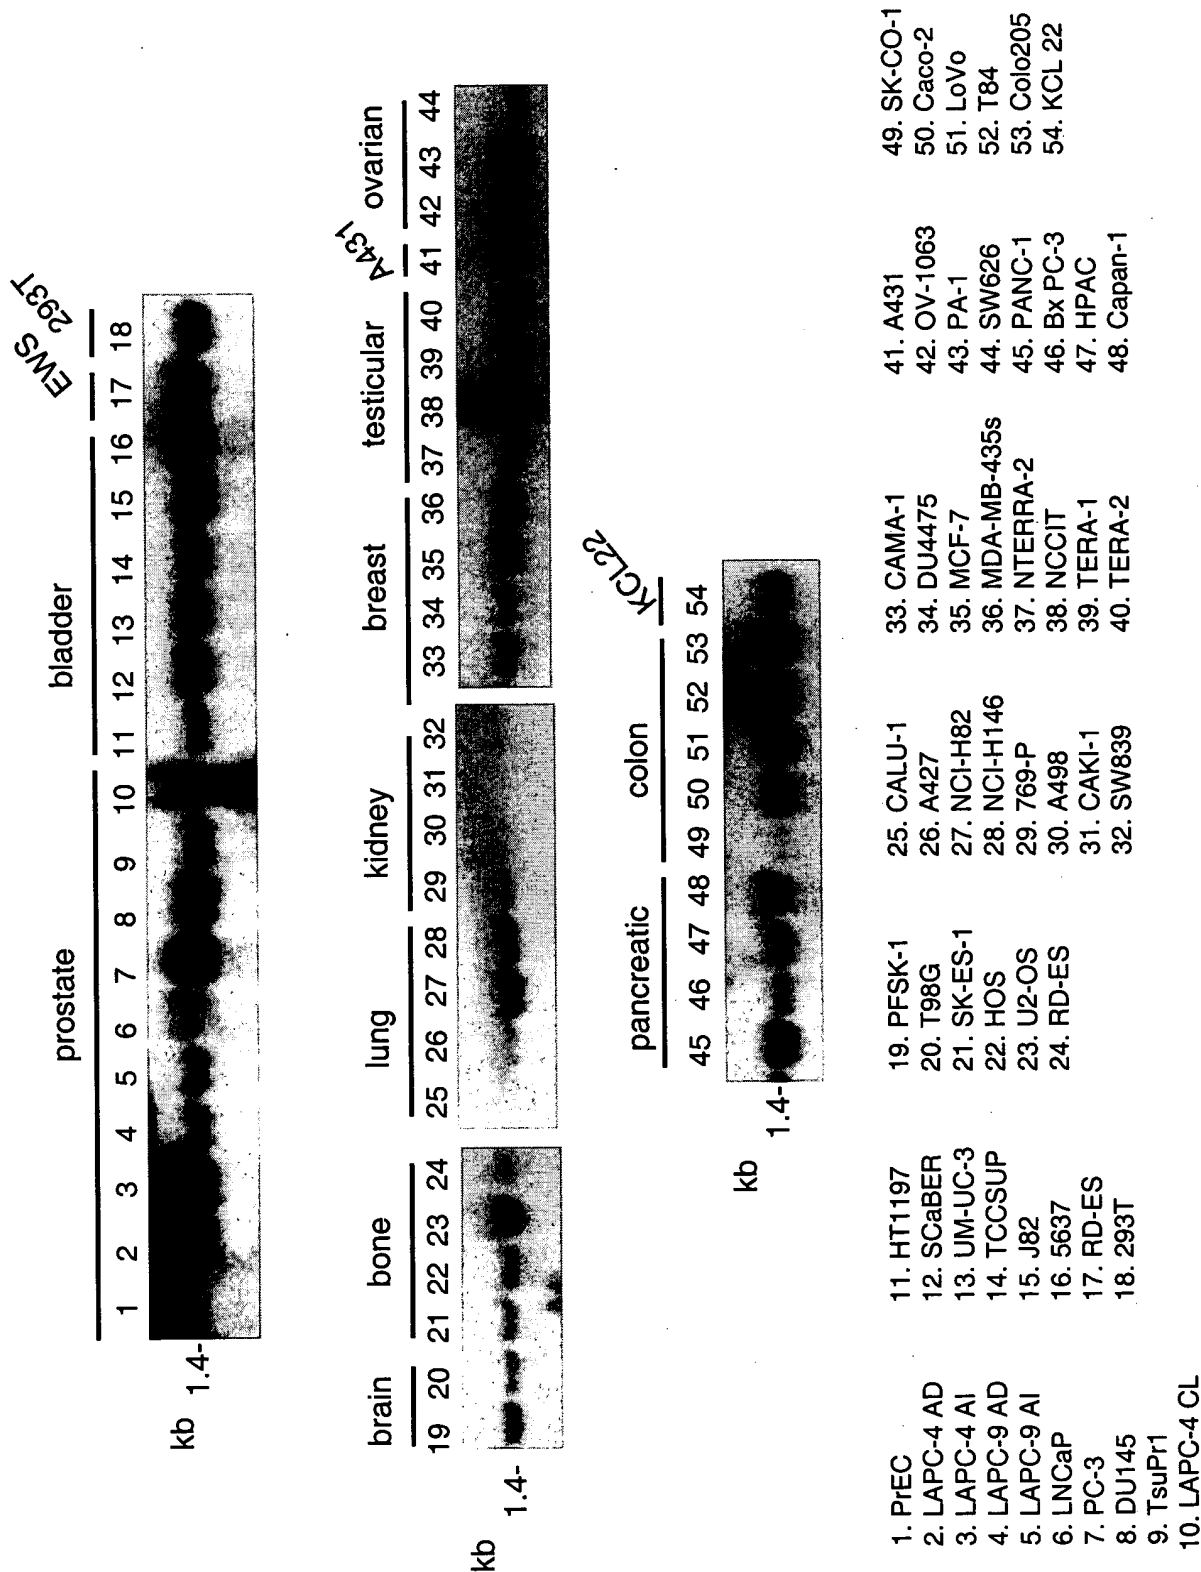 prostate bladder EWS 293T
1 2 3 4 5 6 7 8 9 10 11 12 13 14 15 16 17 18
kb
1.4-
brain bone lung kidney breast testicular A431 ovarian
19 20 21 22 23 24 25 26 27 28 29 30 31 32 33 34 35 36 37 38 39 40 41 42 43 44
kb
1.4-
pancreatic colon KCL22
45 46 47 48 49 50 51 52 53 54
kb
1.4-
1. PrEC
2. LAPC-4 AD
3. LAPC-4 AI
4. LAPC-9 AD
5. LAPC-9 AI
6. LNCaP
7. PC-3
8. DU145
9. TsuPr1
10. LAPC-4 CL
11. HT1197
12. SCaBER
13. UM-UC-3
14. TCCSUP
15. J82
16. 5637
17. RD-ES
18. 293T
19. PFSK-1
20. T98G
21. SK-ES-1
22. HOS
23. U2-OS
24. RD-ES
25. CALU-1
26. A427
27. NCI-H82
28. NCI-H146
29. 769-P
30. A498
31. CAKI-1
32. SW839
33. CAMA-1
34. DU4475
35. MCF-7
36. MDA-MB-435s
37. NTERRA-2
38. NCCIT
39. TERA-1
40. TERA-2
41. A431
42. OV-1063
43. PA-1
44. SW626
45. PANC-1
46. Bx PC-3
47. HPAC
48. Capan-1
49. SK-CO-1
50. Caco-2
51. LoVo
52. T84
53. Colo205
54. KCL 22